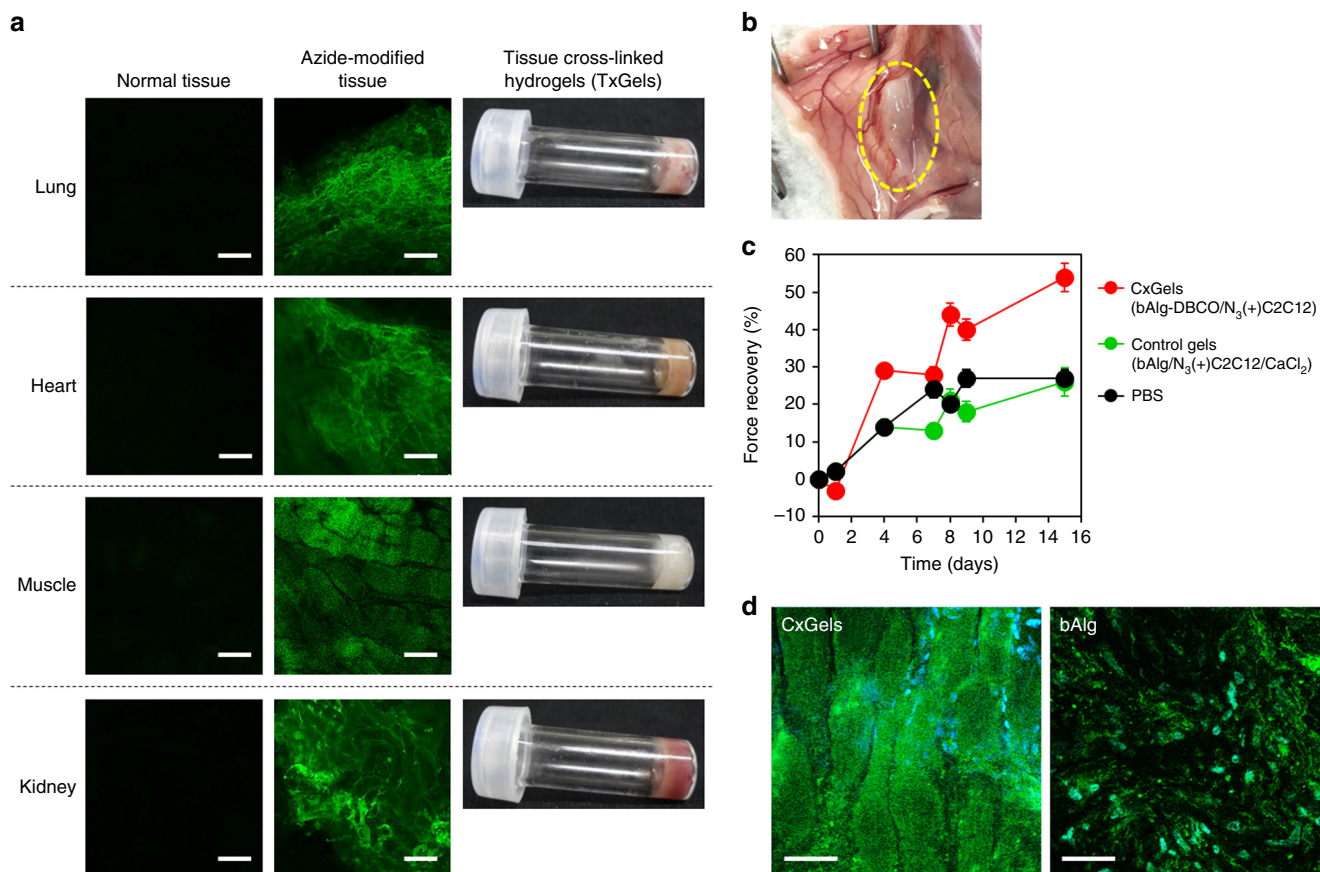 a
Normal tissue
Azide-modified
tissue
Tissue cross-linked
hydrogels (TxGels)
Lung
Heart
Muscle
Kidney
b
c
60
50
40
30
20
10
0
–10
Force recovery (%)
0 2 4 6 8 10 12 14 16
Time (days)
CxGels
(bAlg-DBCO/N₃(+)C2C12)
Control gels
(bAlg/N₃(+)C2C12/CaCl₂)
PBS
d
CxGels
bAlg